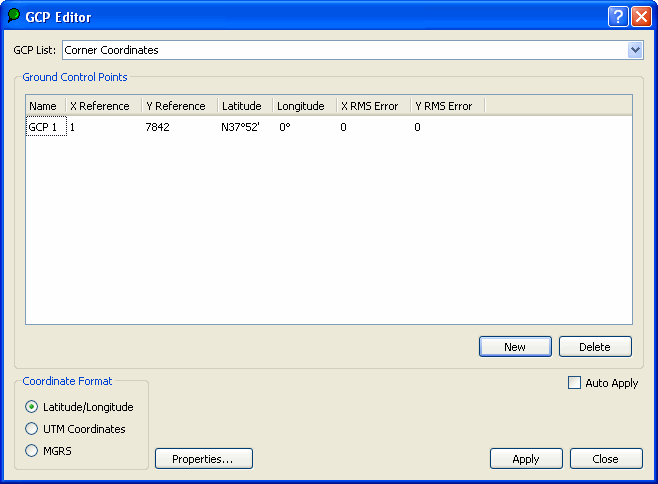 GCP Editor
GCP List: Corner Coordinates
Ground Control Points
Name X Reference Y Reference Latitude Longitude X RMS Error Y RMS Error
GCP 1 1 7842 N37°52' 0° 0 0
New Delete
Coordinate Format
Auto Apply
Latitude/Longitude
UTM Coordinates
MGRS
Properties... Apply Close